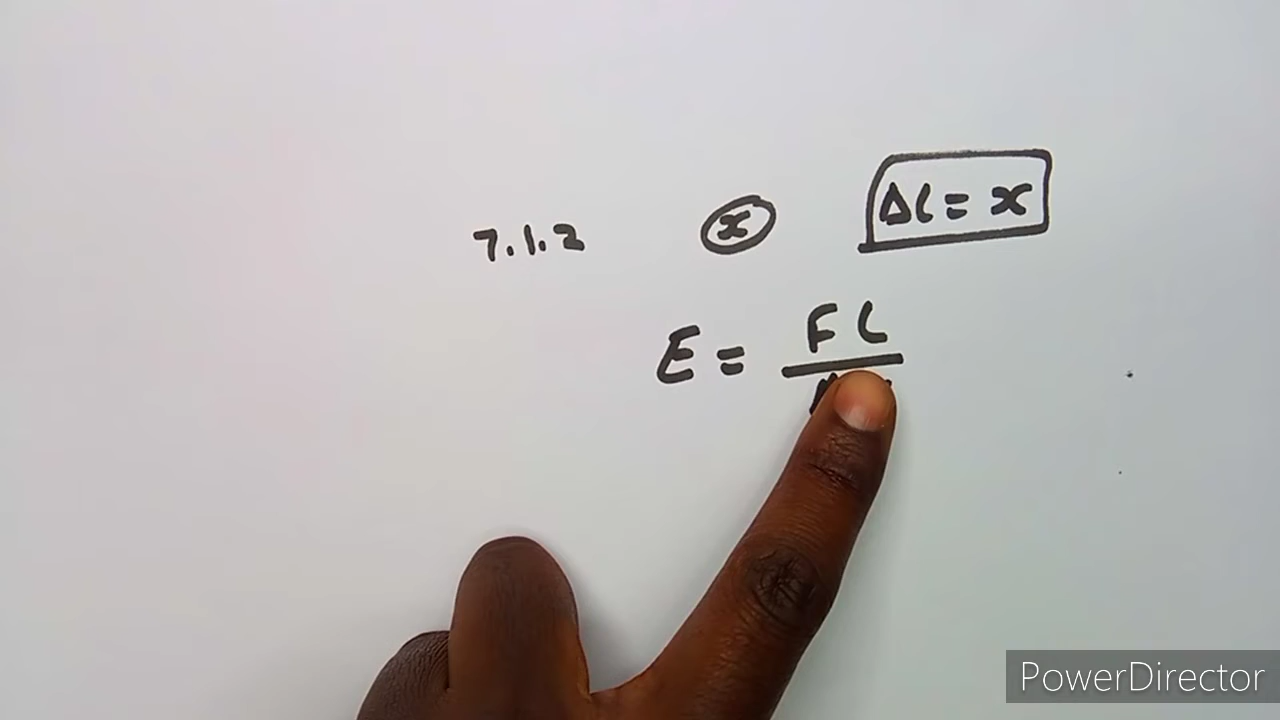 7.1.2 x Δl = x
E = Fl
PowerDirector